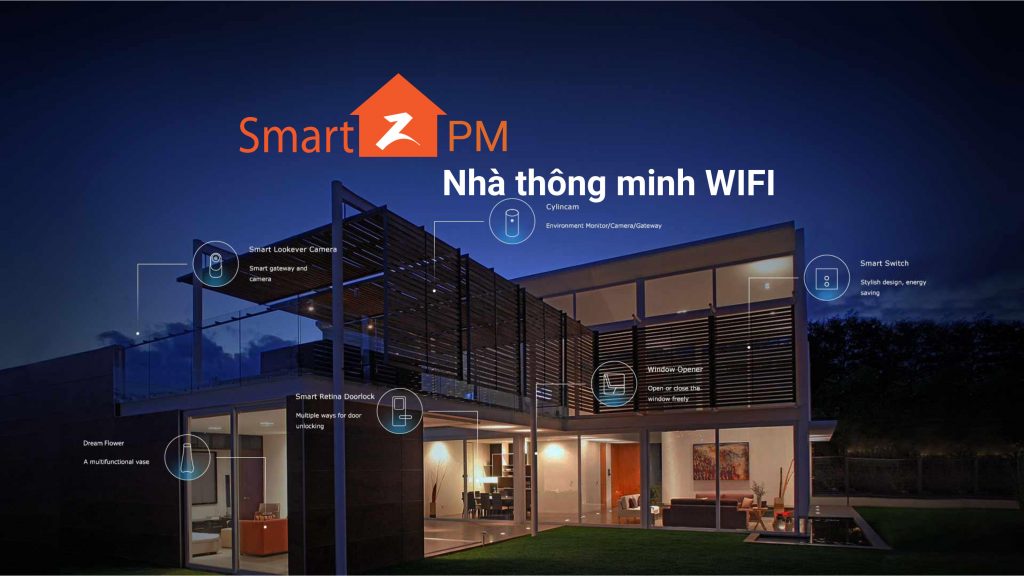 Smart Z PM
Nhà thông minh WIFI
Cylincam
Environment Monitor/Camera/Gateway
Smart Lookever Camera
Smart gateway and
camera
Smart Switch
Stylish design, energy
saving
Window Opener
Open or close the
window freely
Smart Retina Doorlock
Multiple ways for door
unlocking
Dream Flower
A multifunctional vase